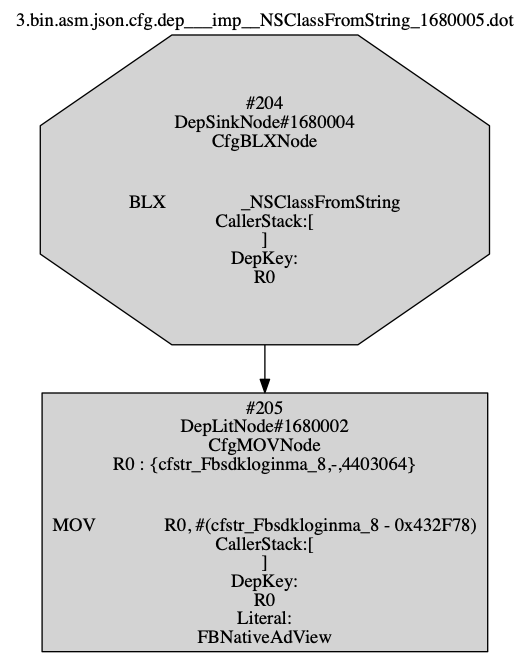 3.bin.asm.json.cfg.dep___imp__NSClassFromString_1680005.dot
#204
DepSinkNode#1680004
CfgBLXNode
BLX _NSClassFromString
CallerStack:[
]
DepKey:
R0
#205
DepLitNode#1680002
CfgMOVNode
R0 : {cfstr_Fbsdkloginma_8,-,4403064}
MOV R0, #(cfstr_Fbsdkloginma_8 - 0x432F78)
CallerStack:[
]
DepKey:
R0
Literal:
FBNativeAdView